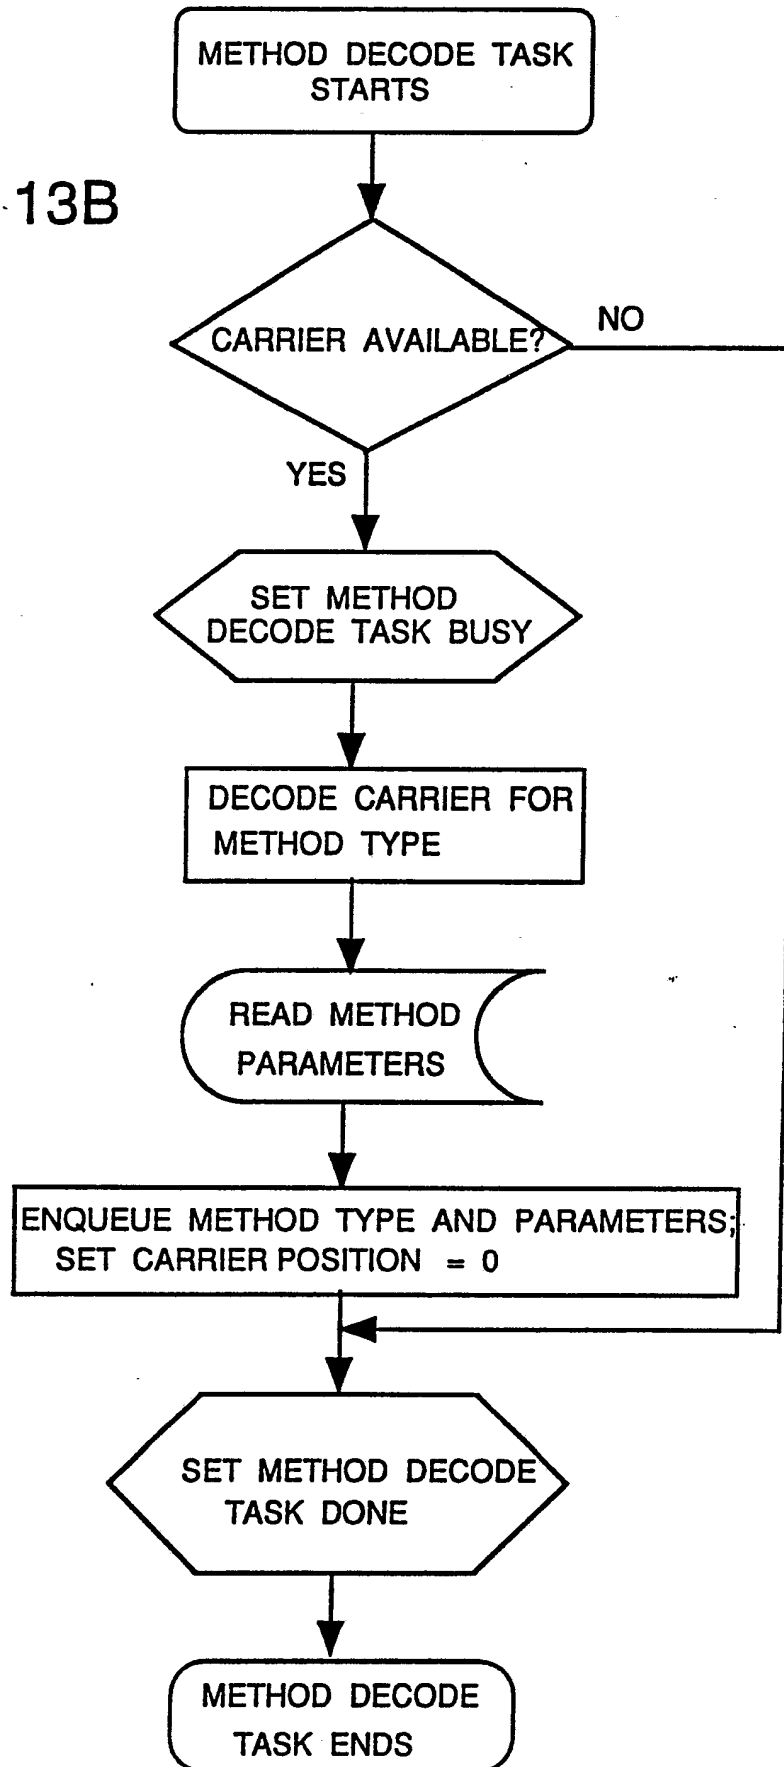 METHOD DECODE TASK
STARTS
13B
CARRIER AVAILABLE?
NO
YES
SET METHOD
DECODE TASK BUSY
DECODE CARRIER FOR
METHOD TYPE
READ METHOD
PARAMETERS
ENQUEUE METHOD TYPE AND PARAMETERS;
SET CARRIER POSITION = 0
SET METHOD DECODE
TASK DONE
METHOD DECODE
TASK ENDS